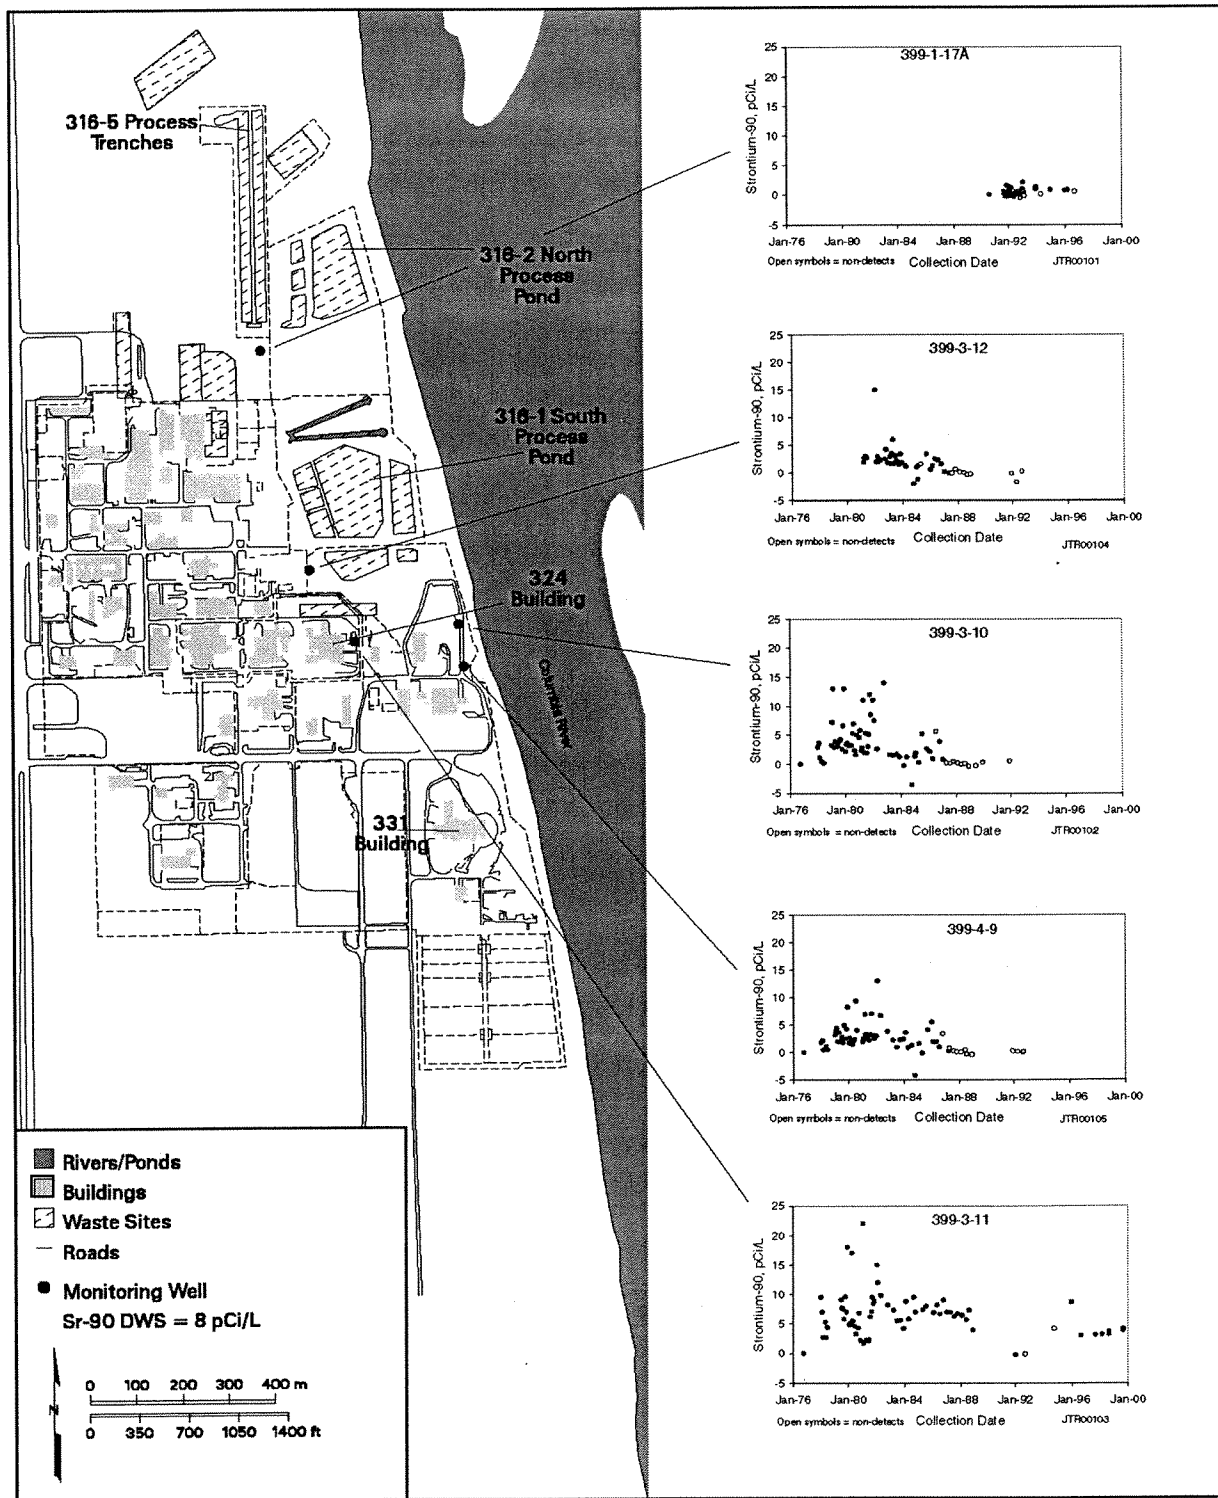 316-5 Process
Trenches
316-2 North
Process
Pond
316-1 South
Process
Pond
324
Building
Columbia River
331
Building
Rivers/Ponds
Buildings
Waste Sites
Roads
Monitoring Well
Sr-90 DWS = 8 pCi/L
N
0 100 200 300 400 m
0 350 700 1050 1400 ft
399-1-17A
Strontium-90, pCi/L
25
20
15
10
5
0
-5
Jan-76 Jan-80 Jan-84 Jan-88 Jan-92 Jan-96 Jan-00
Open symbols = non-detects Collection Date JTR00101
399-3-12
Strontium-90, pCi/L
25
20
15
10
5
0
-5
Jan-76 Jan-80 Jan-84 Jan-88 Jan-92 Jan-96 Jan-00
Open symbols = non-detects Collection Date JTR00104
399-3-10
Strontium-90, pCi/L
25
20
15
10
5
0
-5
Jan-76 Jan-80 Jan-84 Jan-88 Jan-92 Jan-96 Jan-00
Open symbols = non-detects Collection Date JTR00102
399-4-9
Strontium-90, pCi/L
25
20
15
10
5
0
-5
Jan-76 Jan-80 Jan-84 Jan-88 Jan-92 Jan-96 Jan-00
Open symbols = non-detects Collection Date JTR00105
399-3-11
Strontium-90, pCi/L
25
20
15
10
5
0
-5
Jan-76 Jan-80 Jan-84 Jan-88 Jan-92 Jan-96 Jan-00
Open symbols = non-detects Collection Date JTR00103